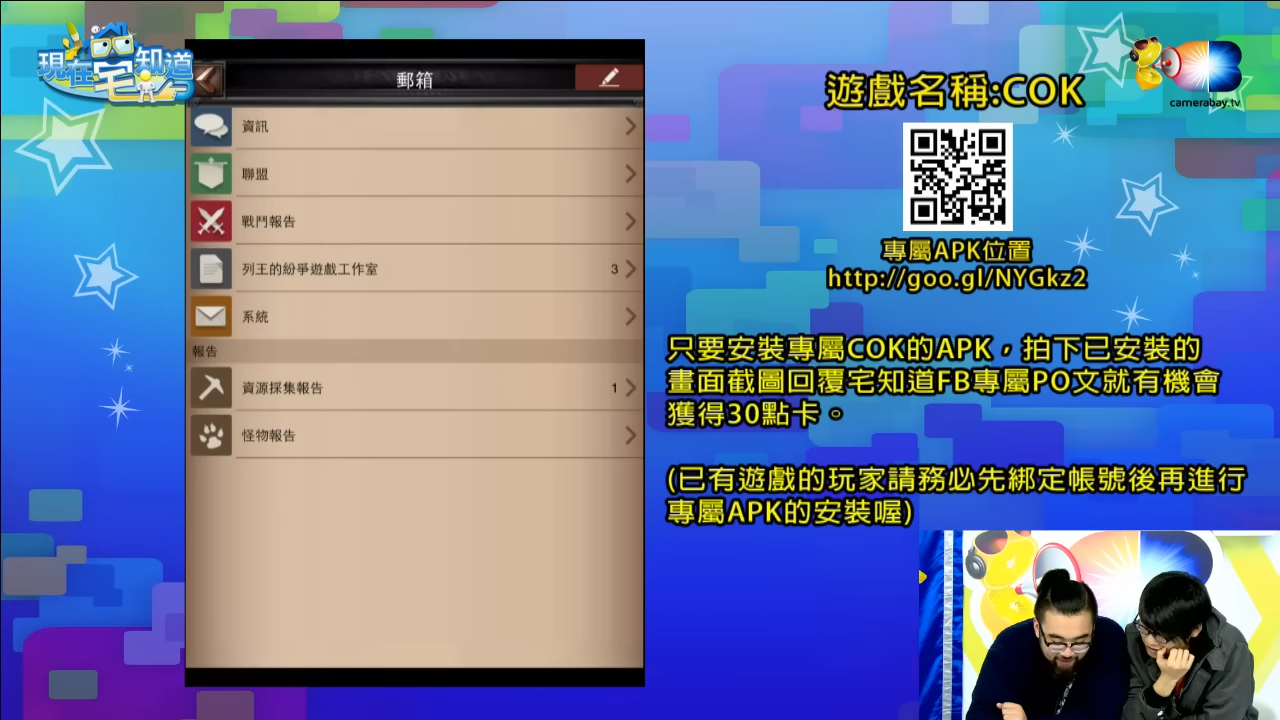 現在宅知道
郵箱
資訊
聯盟
戰鬥報告
列王的紛爭遊戲工作室 3
系統
報告
資源採集報告 1
怪物報告
camerabay.tv
遊戲名稱:COK
專屬APK位置
http://goo.gl/NYGkz2
只要安裝專屬COK的APK，拍下已安裝的
畫面截圖回覆宅知道FB專屬PO文就有機會
獲得30點卡。
(已有遊戲的玩家請務必先綁定帳號後再進行
專屬APK的安裝喔)